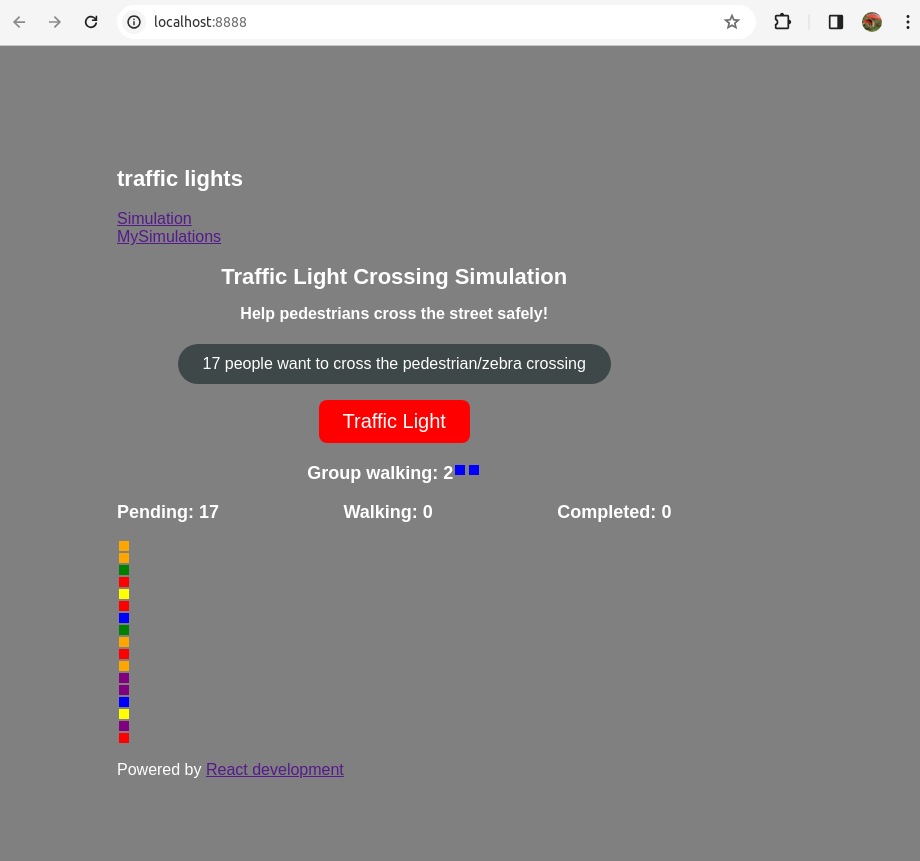 localhost:8888
traffic lights
Simulation
MySimulations
Traffic Light Crossing Simulation
Help pedestrians cross the street safely!
17 people want to cross the pedestrian/zebra crossing
Traffic Light
Group walking: 2
Pending: 17 Walking: 0 Completed: 0
Powered by React development